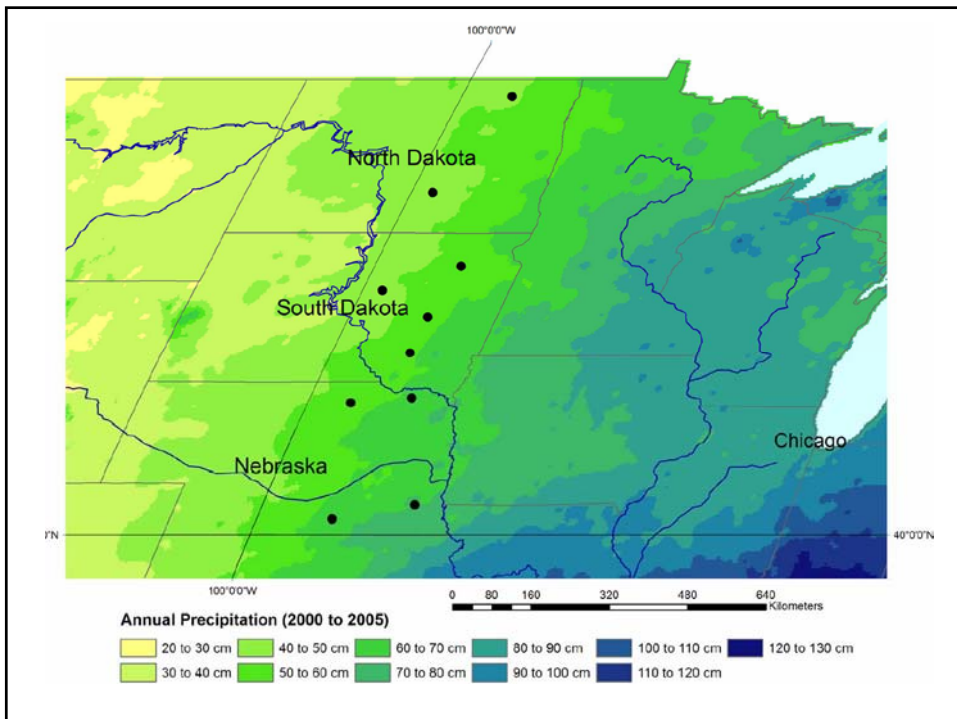 100°0'0"W
North Dakota
South Dakota
Chicago
Nebraska
0'N
40°0'0"N
100°0'0"W
0 80 160 320 480 640
Kilometers
Annual Precipitation (2000 to 2005)
20 to 30 cm 40 to 50 cm 60 to 70 cm 80 to 90 cm 100 to 110 cm 120 to 130 cm
30 to 40 cm 50 to 60 cm 70 to 80 cm 90 to 100 cm 110 to 120 cm